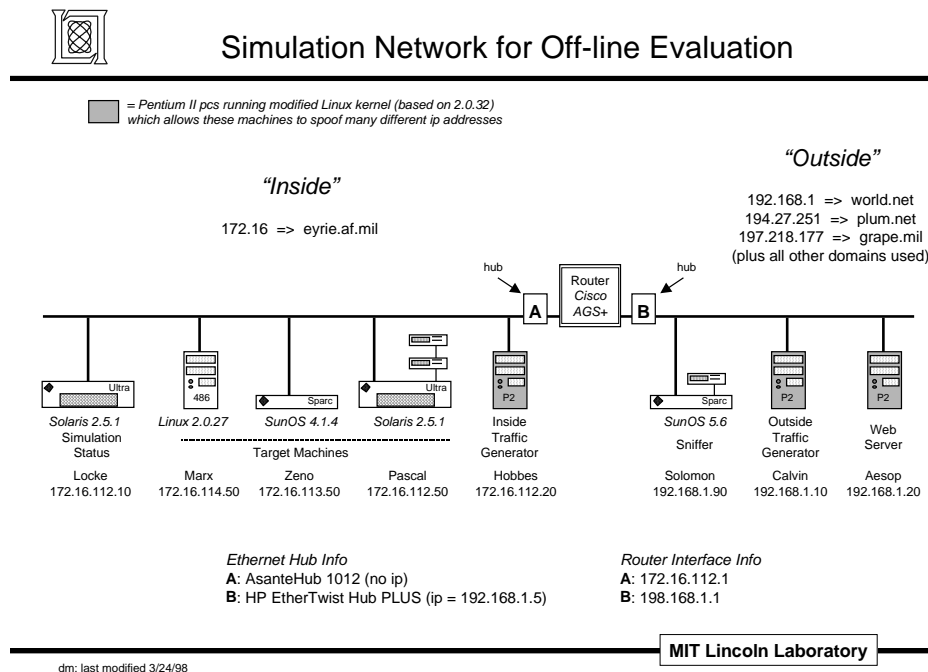 Simulation Network for Off-line Evaluation
= Pentium II pcs running modified Linux kernel (based on 2.0.32)
which allows these machines to spoof many different ip addresses
“Inside”
172.16 => eyrie.af.mil
“Outside”
192.168.1 => world.net
194.27.251 => plum.net
197.218.177 => grape.mil
(plus all other domains used)
hub
A
Router
Cisco
AGS+
B
hub
Ultra
Solaris 2.5.1
Simulation
Status
Locke
172.16.112.10
486
Linux 2.0.27
Marx
172.16.114.50
Sparc
SunOS 4.1.4
Target Machines
Zeno
172.16.113.50
Ultra
Solaris 2.5.1
Pascal
172.16.112.50
P2
Inside
Traffic
Generator
Hobbes
172.16.112.20
Sparc
SunOS 5.6
Sniffer
Solomon
192.168.1.90
P2
Outside
Traffic
Generator
Calvin
192.168.1.10
P2
Web
Server
Aesop
192.168.1.20
Ethernet Hub Info
A: AsanteHub 1012 (no ip)
B: HP EtherTwist Hub PLUS (ip = 192.168.1.5)
Router Interface Info
A: 172.16.112.1
B: 198.168.1.1
MIT Lincoln Laboratory
dm: last modified 3/24/98